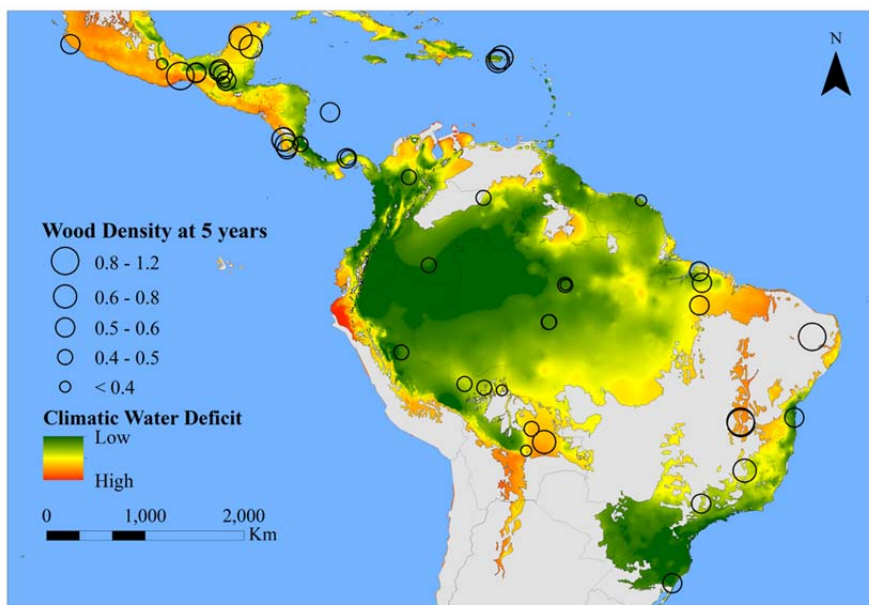 N
Wood Density at 5 years
0.8 - 1.2
0.6 - 0.8
0.5 - 0.6
0.4 - 0.5
< 0.4
Climatic Water Deficit
Low
High
0 1,000 2,000
Km